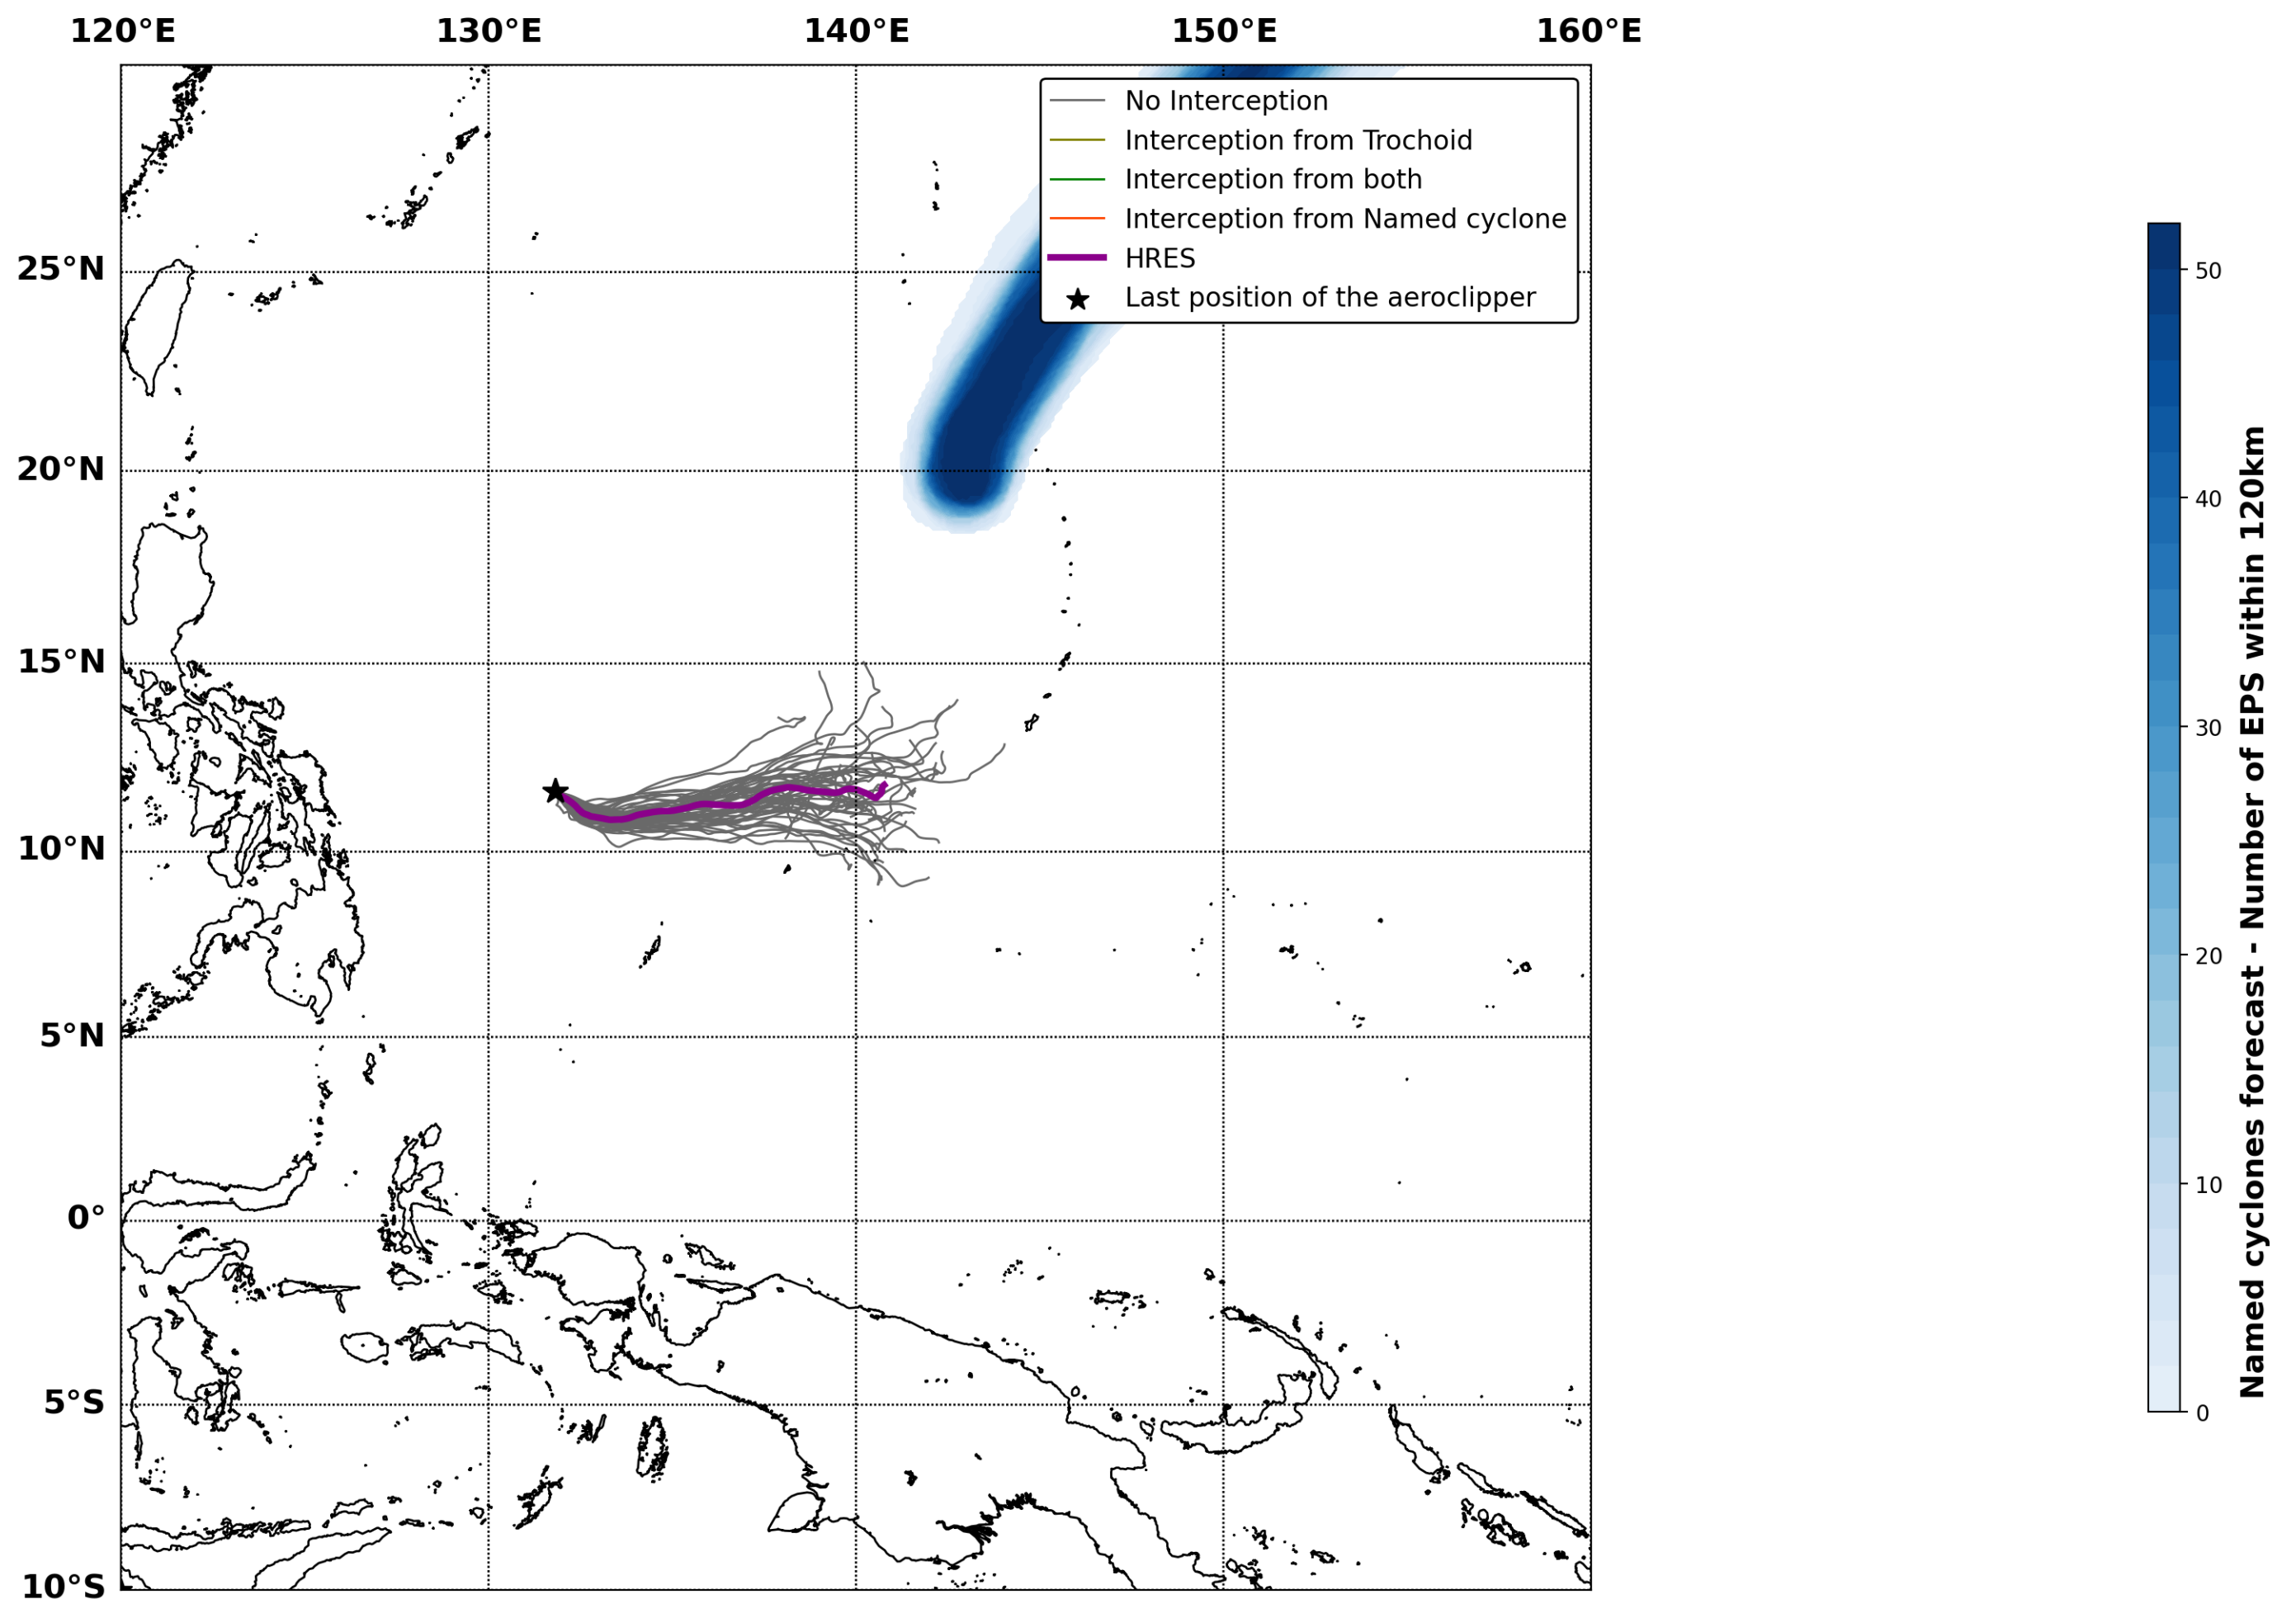 120°E 130°E 140°E 150°E 160°E
No Interception
Interception from Trochoid
Interception from both
Interception from Named cyclone
HRES
Last position of the aeroclipper
25°N
20°N
15°N
10°N
5°N
0°
5°S
10°S
50
40
30
20
10
0
Named cyclones forecast - Number of EPS within 120km